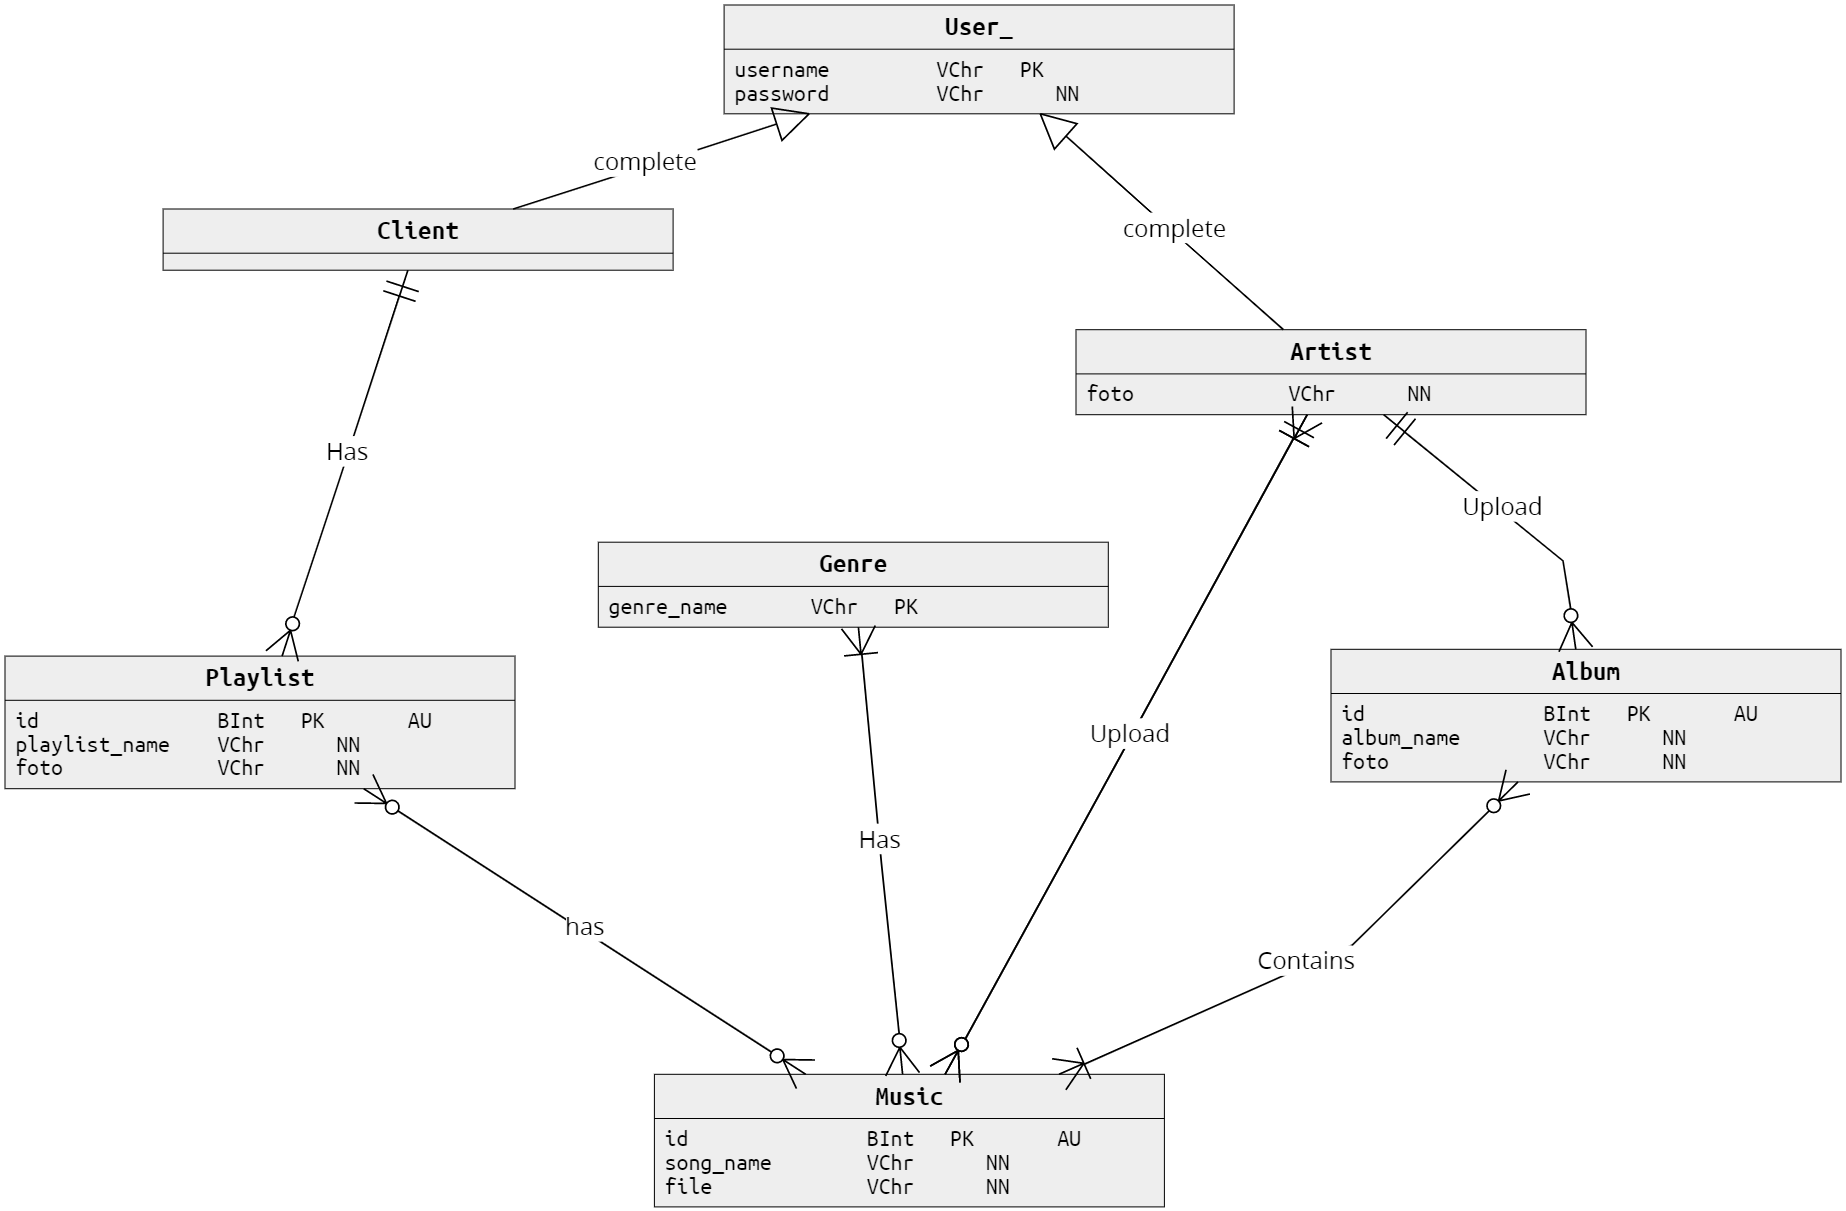 User_
username VChr PK
password VChr NN
complete
complete
Client
Artist
foto VChr NN
Has
Upload
Genre
genre_name VChr PK
Playlist
id BInt PK AU
playlist_name VChr NN
foto VChr NN
Album
id BInt PK AU
album_name VChr NN
foto VChr NN
Upload
Has
has
Contains
Music
id BInt PK AU
song_name VChr NN
file VChr NN